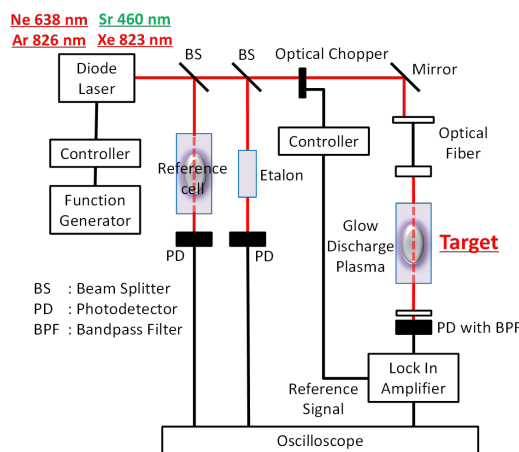 Ne 638 nm Sr 460 nm
Ar 826 nm Xe 823 nm
BS
BS
Optical Chopper
Mirror
Diode
Laser
Controller
Function
Generator
Reference
cell
Etalon
Controller
Optical
Fiber
Glow
Discharge
Plasma
Target
PD
PD
BS : Beam Splitter
PD : Photodetector
BPF : Bandpass Filter
PD with BPF
Lock In
Amplifier
Reference
Signal
Oscilloscope